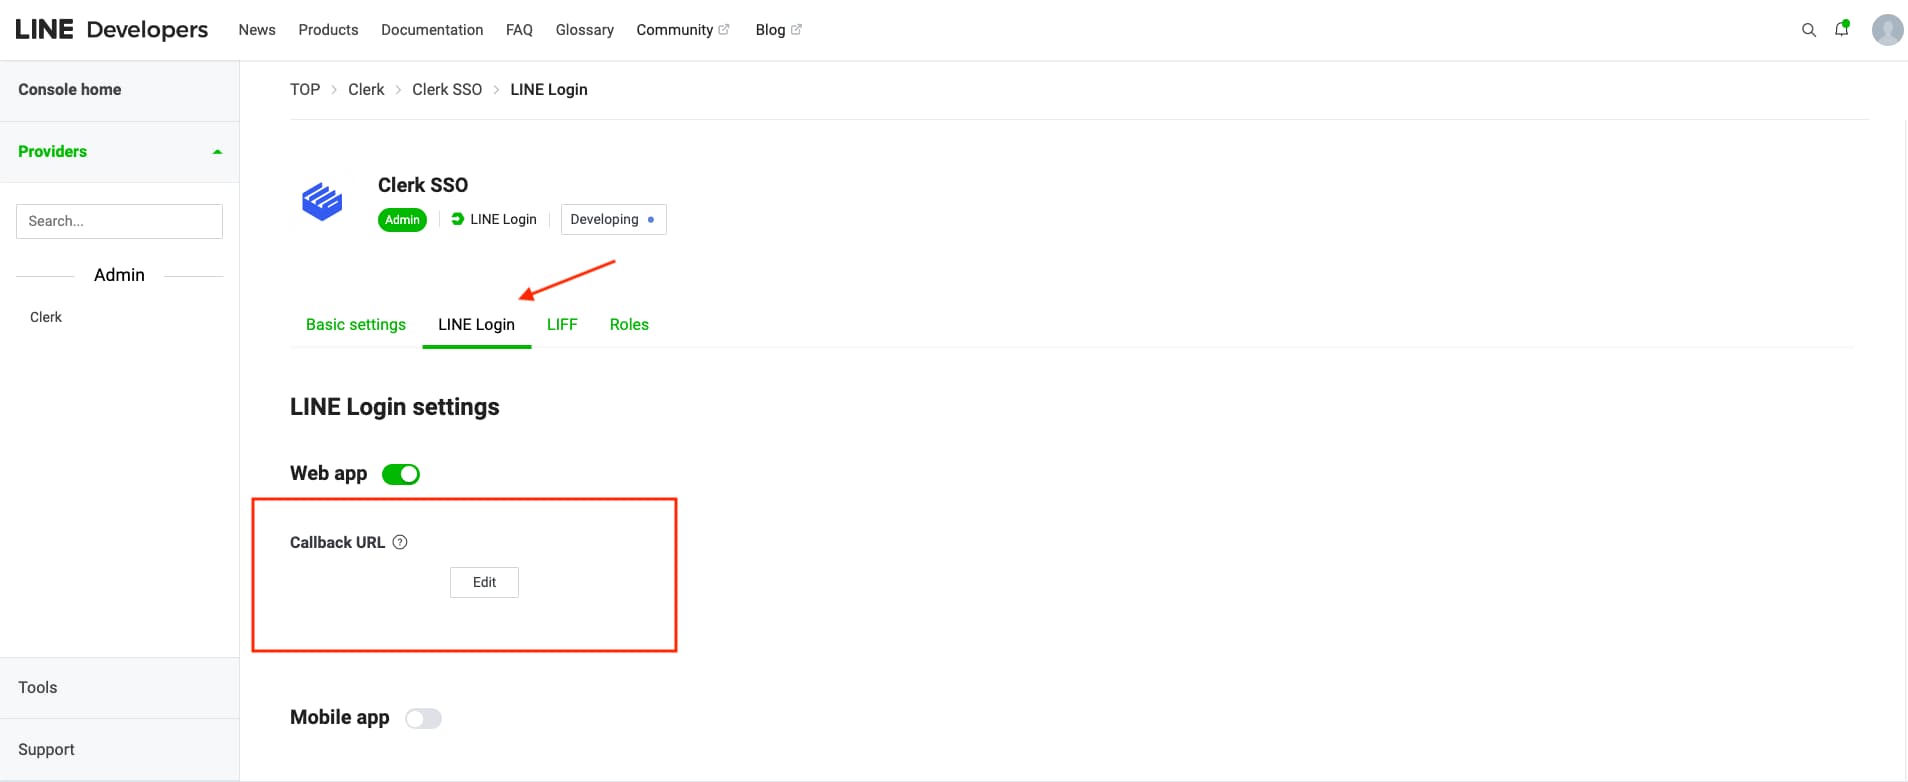 LINE Developers News Products Documentation FAQ Glossary Community Blog
Console home
Providers
Search...
Admin
Clerk
Tools
Support
TOP > Clerk > Clerk SSO > LINE Login
Clerk SSO
Admin LINE Login Developing
Basic settings LINE Login LIFF Roles
LINE Login settings
Web app
Callback URL ?
Edit
Mobile app